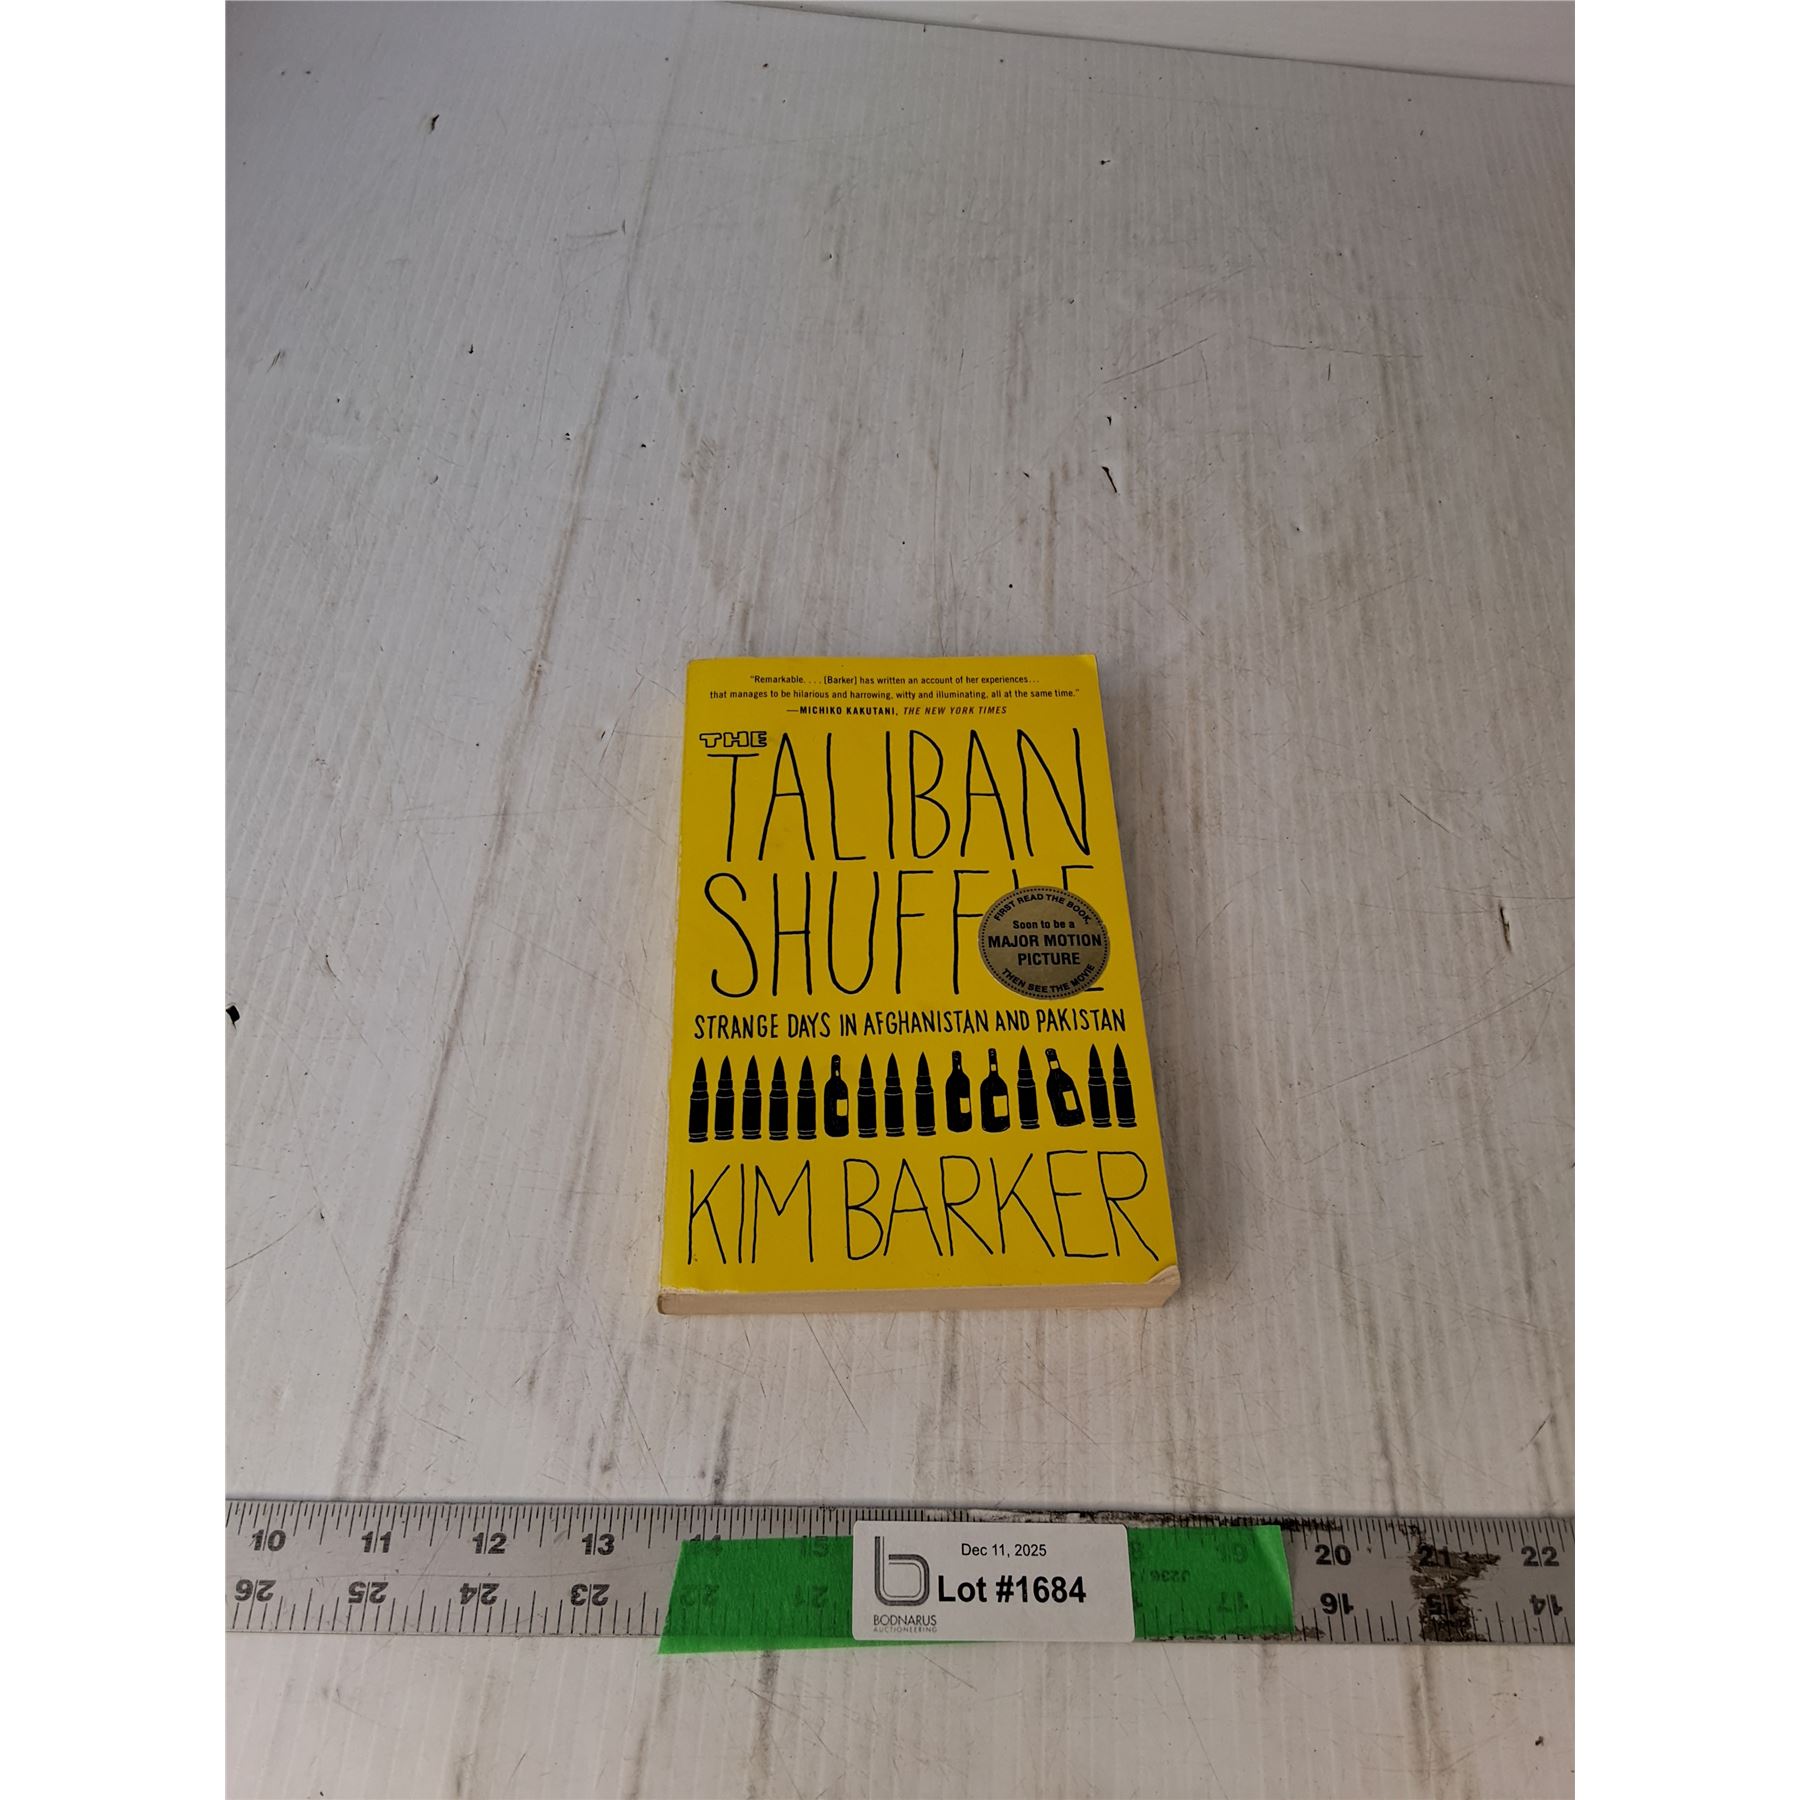 "Remarkable. . . . [Barker] has written an account of her experiences...
that manages to be hilarious and harrowing, witty and illuminating, all at the same time."
—MICHIKO KAKUTANI, THE NEW YORK TIMES
THE
TALIBAN
SHUFFLE
FIRST READ THE BOOK,
Soon to be a
MAJOR MOTION
PICTURE
THEN SEE THE MOVIE
STRANGE DAYS IN AFGHANISTAN AND PAKISTAN
KIM BARKER
10 11 12 13 14 15 18 19 20 21 22
26 25 24 23 22 21 17 16 15 14
Dec 11, 2025
Lot #1684
BODNARUS
AUCTIONEERING